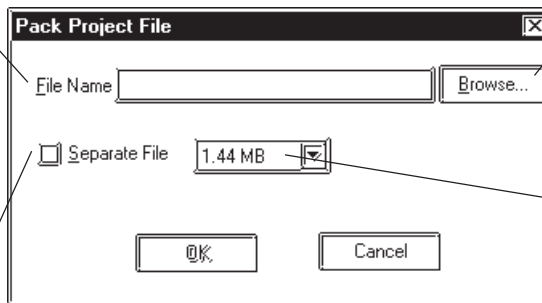 Pack Project File
File Name
Browse...
Separate File
1.44 MB
OK
Cancel